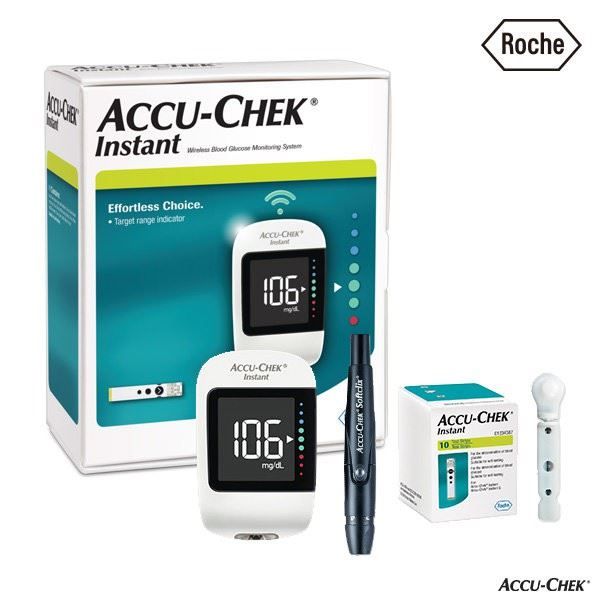 Roche
ACCU-CHEK®
Instant
Wireless Blood Glucose Monitoring System
Effortless Choice.
• Target range indicator
ACCU-CHEK®
Instant
106
mg/dL
ACCU-CHEK®
Instant
106
mg/dL
ACCU-CHEK® Softclix®
ACCU-CHEK®
Instant
10
Roche
ACCU-CHEK®